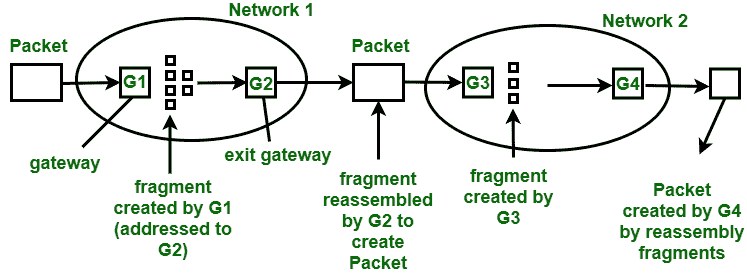 Network 1
Network 2
Packet
Packet
G1
G2
G3
G4
gateway
exit gateway
fragment
created by G1
(addressed to
G2)
fragment
reassembled
by G2 to
create
Packet
fragment
created by
G3
Packet
created by G4
by reassembly
fragments